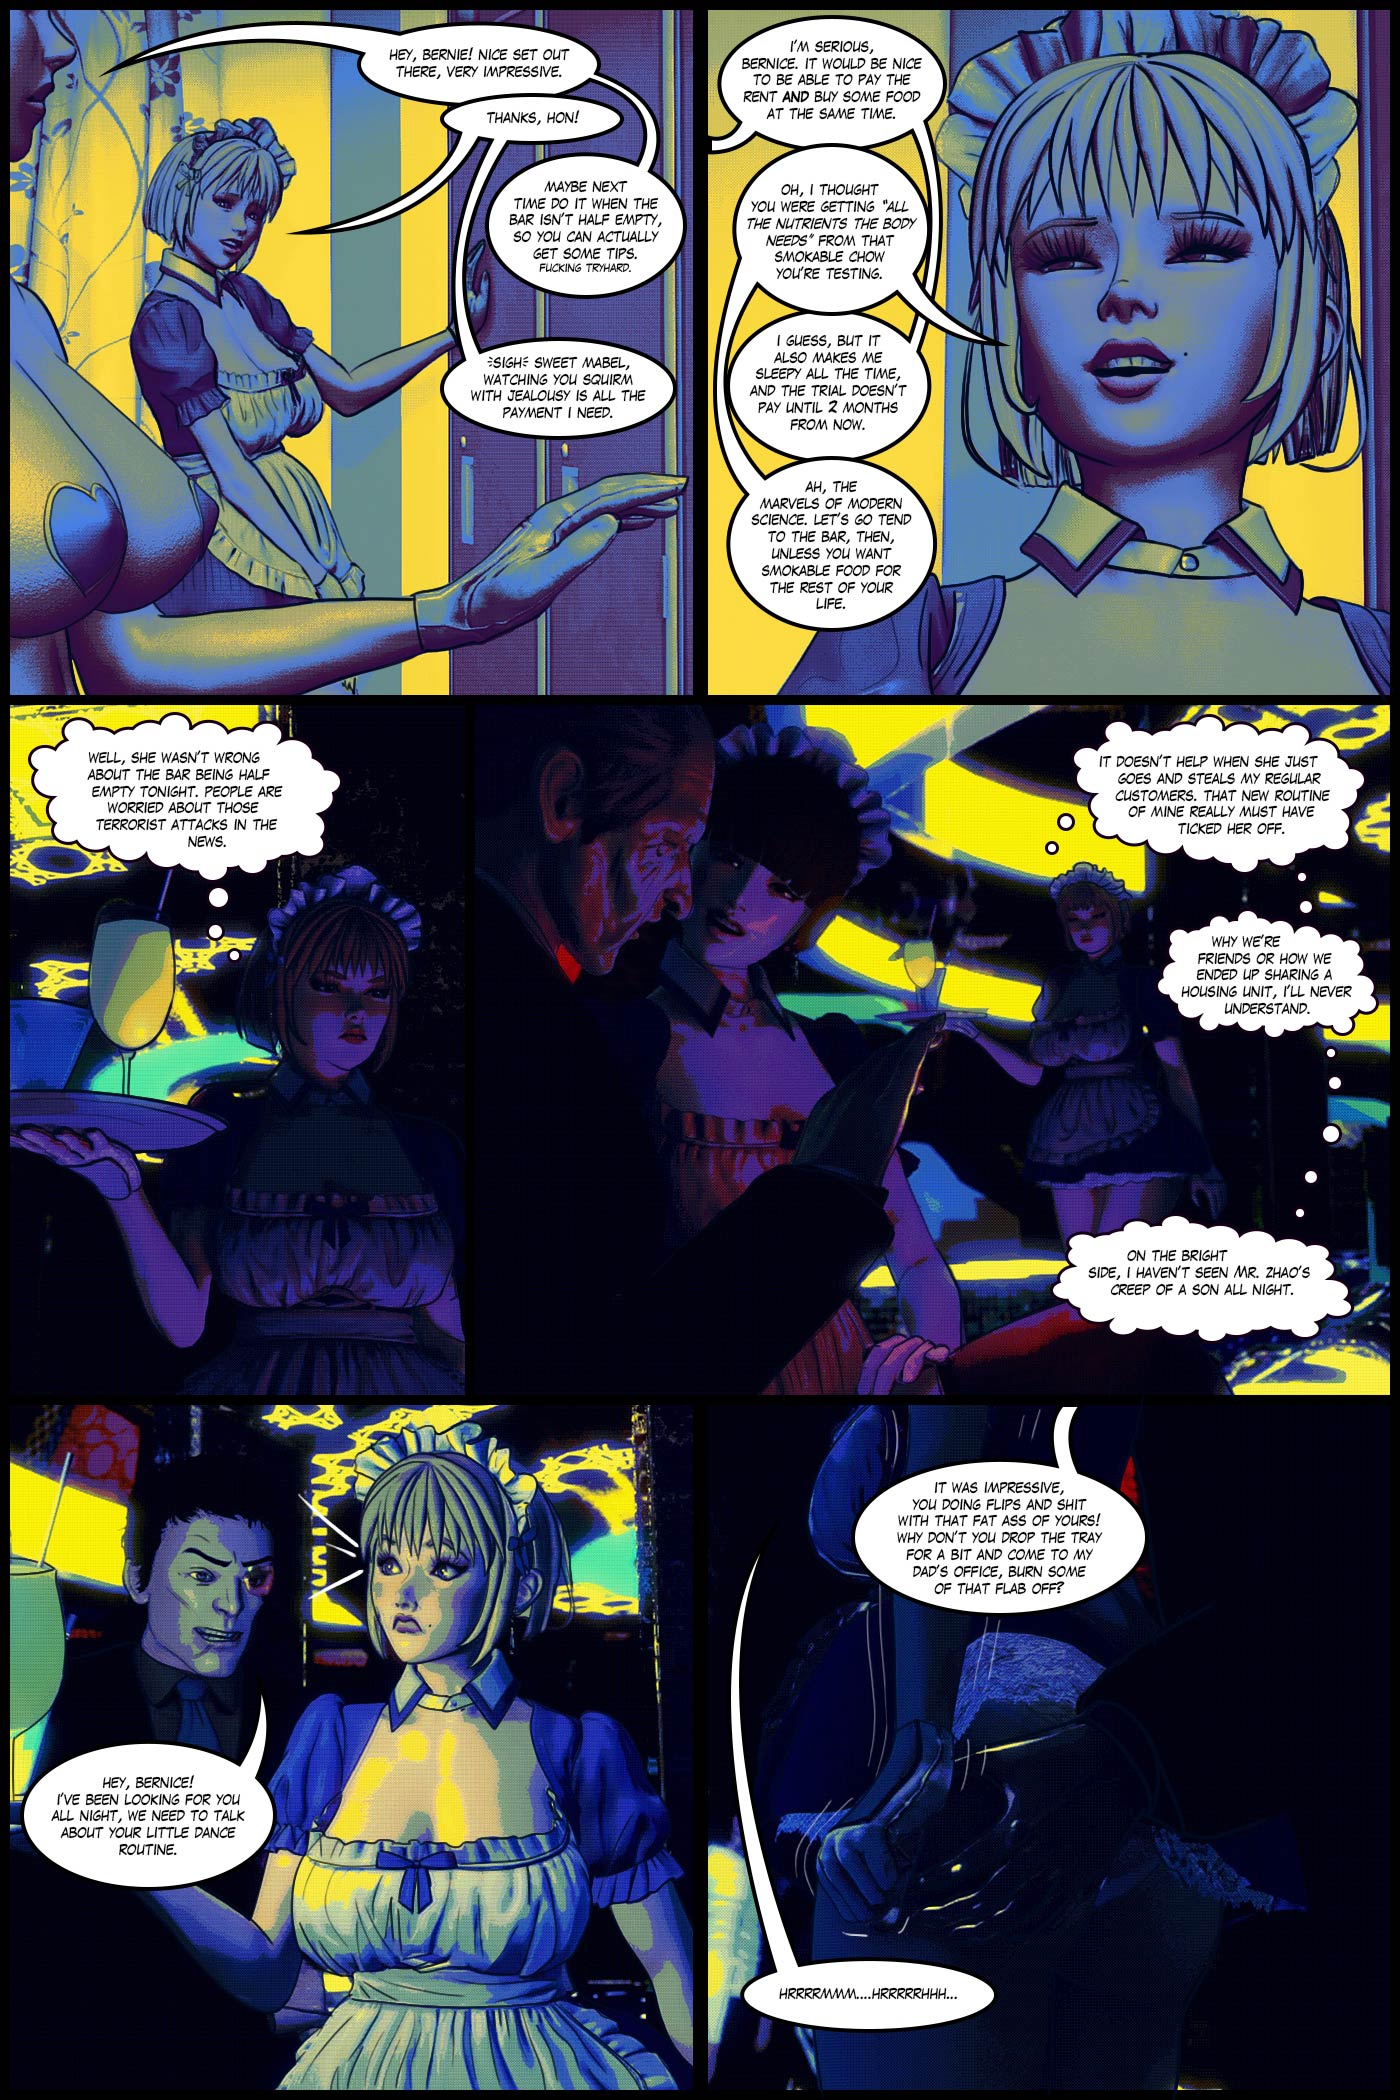 HEY, BERNIE! NICE SET OUT
THERE, VERY IMPRESSIVE.
THANKS, HON!
MAYBE NEXT
TIME DO IT WHEN THE
BAR ISN'T HALF EMPTY,
SO YOU CAN ACTUALLY
GET SOME TIPS.
FUCKING TRYHARD.
SIGH SWEET MABEL,
WATCHING YOU SQUIRM
WITH JEALOUSY IS ALL THE
PAYMENT I NEED.
I'M SERIOUS,
BERNICE. IT WOULD BE NICE
TO BE ABLE TO PAY THE
RENT AND BUY SOME FOOD
AT THE SAME TIME.
OH, I THOUGHT
YOU WERE GETTING "ALL
THE NUTRIENTS THE BODY
NEEDS" FROM THAT
SMOKABLE CHOW
YOU'RE TESTING.
I GUESS, BUT IT
ALSO MAKES ME
SLEEPY ALL THE TIME,
AND THE TRIAL DOESN'T
PAY UNTIL 2 MONTHS
FROM NOW.
AH, THE
MARVELS OF MODERN
SCIENCE. LET'S GO TEND
TO THE BAR, THEN,
UNLESS YOU WANT
SMOKABLE FOOD FOR
THE REST OF YOUR
LIFE.
WELL, SHE WASN'T WRONG
ABOUT THE BAR BEING HALF
EMPTY TONIGHT. PEOPLE ARE
WORRIED ABOUT THOSE
TERRORIST ATTACKS IN THE
NEWS.
IT DOESN'T HELP WHEN SHE JUST
GOES AND STEALS MY REGULAR
CUSTOMERS. THAT NEW ROUTINE
OF MINE REALLY MUST HAVE
TICKED HER OFF.
WHY WE'RE
FRIENDS OR HOW WE
ENDED UP SHARING A
HOUSING UNIT, I'LL NEVER
UNDERSTAND.
ON THE BRIGHT
SIDE, I HAVEN'T SEEN MR. ZHAO'S
CREEP OF A SON ALL NIGHT.
HEY, BERNICE!
I'VE BEEN LOOKING FOR YOU
ALL NIGHT, WE NEED TO TALK
ABOUT YOUR LITTLE DANCE
ROUTINE.
IT WAS IMPRESSIVE,
YOU DOING FLIPS AND SHIT
WITH THAT FAT ASS OF YOURS!
WHY DON'T YOU DROP THE TRAY
FOR A BIT AND COME TO MY
DAD'S OFFICE, BURN SOME
OF THAT FLAB OFF?
HRRRRMMM....HRRRRRHHH...